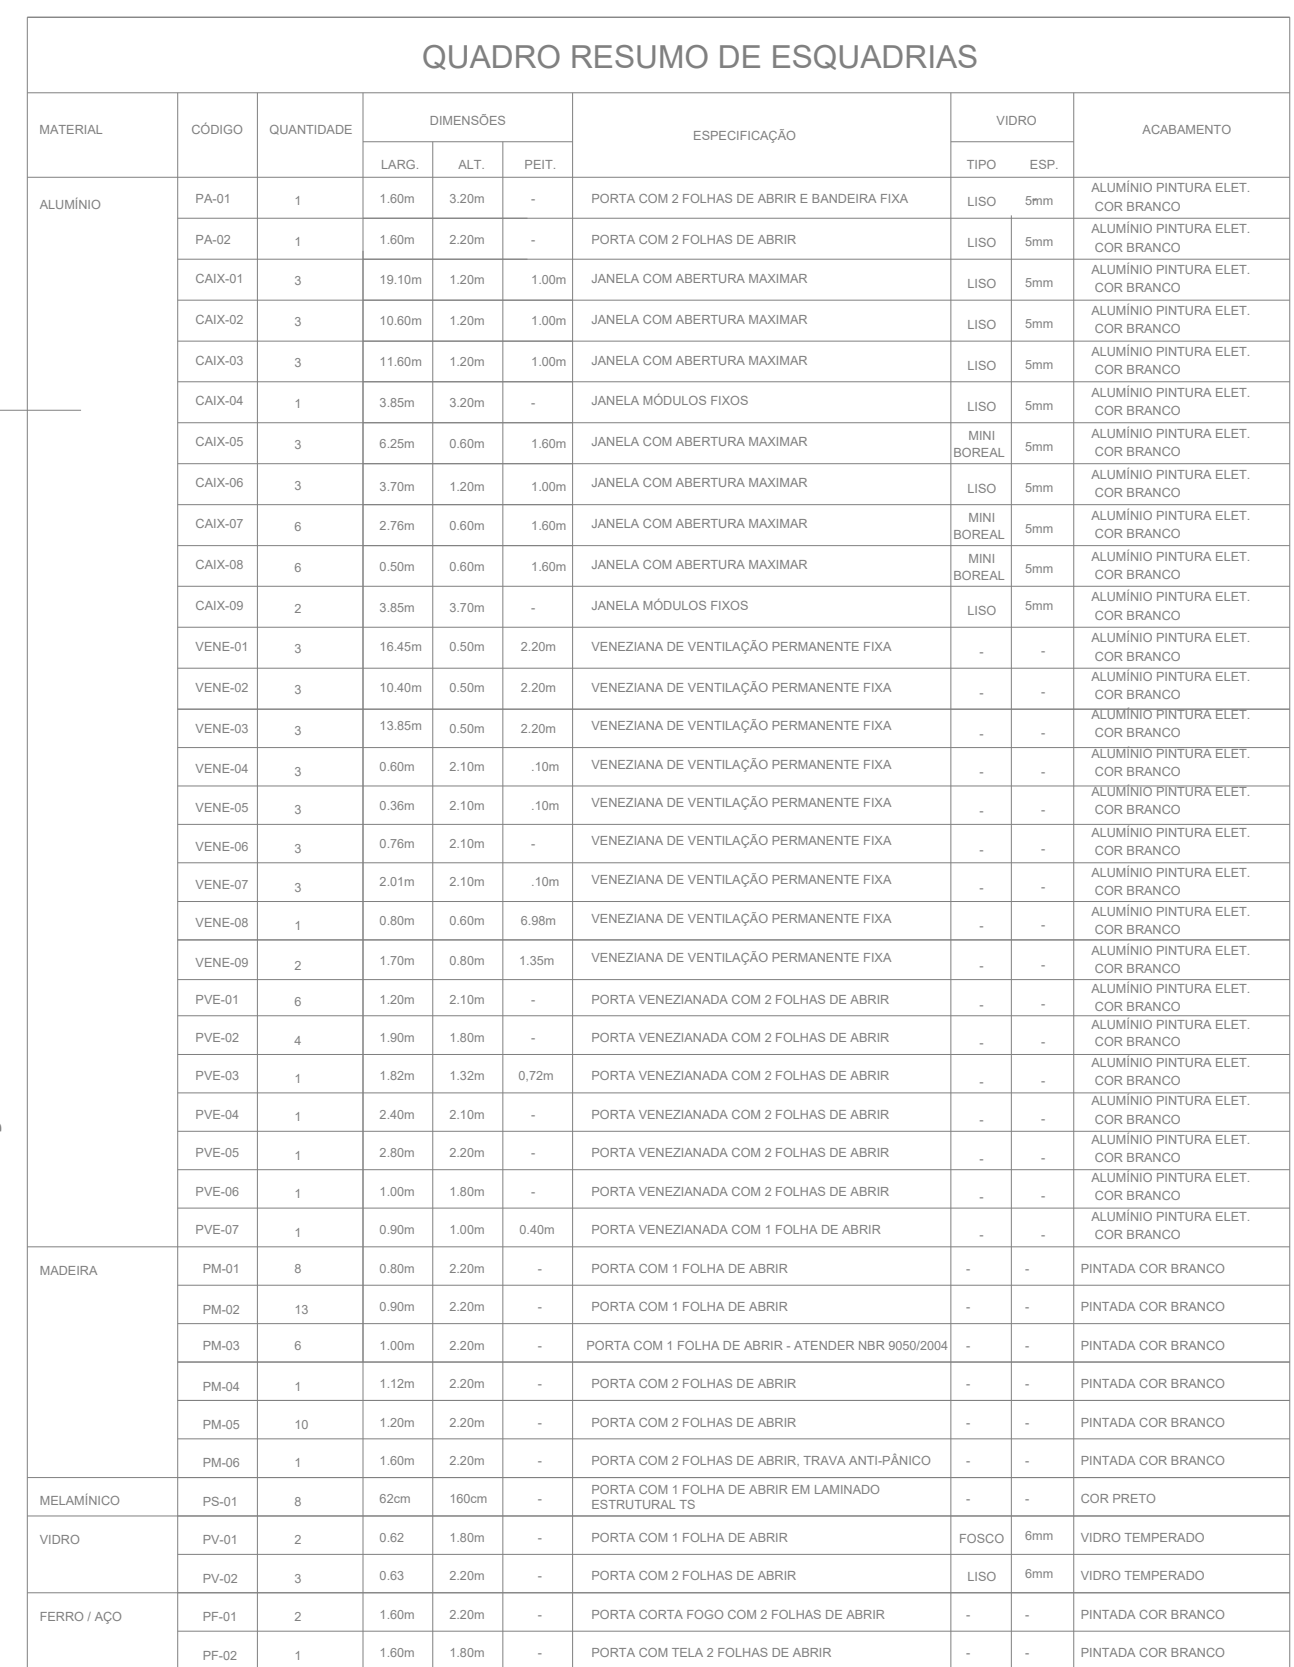 QUADRO RESUMO DE ESQUADRIAS
MATERIAL CÓDIGO QUANTIDADE DIMENSÕES ESPECIFICAÇÃO VIDRO ACABAMENTO
LARG. ALT. PEIT. TIPO ESP.
ALUMÍNIO PA-01 1 1.60m 3.20m - PORTA COM 2 FOLHAS DE ABRIR E BANDEIRA FIXA LISO 5mm ALUMÍNIO PINTURA ELET.
COR BRANCO
PA-02 1 1.60m 2.20m - PORTA COM 2 FOLHAS DE ABRIR LISO 5mm ALUMÍNIO PINTURA ELET.
COR BRANCO
CAIX-01 3 19.10m 1.20m 1.00m JANELA COM ABERTURA MAXIMAR LISO 5mm ALUMÍNIO PINTURA ELET.
COR BRANCO
CAIX-02 3 10.60m 1.20m 1.00m JANELA COM ABERTURA MAXIMAR LISO 5mm ALUMÍNIO PINTURA ELET.
COR BRANCO
CAIX-03 3 11.60m 1.20m 1.00m JANELA COM ABERTURA MAXIMAR LISO 5mm ALUMÍNIO PINTURA ELET.
COR BRANCO
CAIX-04 1 3.85m 3.20m - JANELA MÓDULOS FIXOS LISO 5mm ALUMÍNIO PINTURA ELET.
COR BRANCO
CAIX-05 3 6.25m 0.60m 1.60m JANELA COM ABERTURA MAXIMAR MINI 5mm ALUMÍNIO PINTURA ELET.
BOREAL COR BRANCO
CAIX-06 3 3.70m 1.20m 1.00m JANELA COM ABERTURA MAXIMAR LISO 5mm ALUMÍNIO PINTURA ELET.
COR BRANCO
CAIX-07 6 2.76m 0.60m 1.60m JANELA COM ABERTURA MAXIMAR MINI 5mm ALUMÍNIO PINTURA ELET.
BOREAL COR BRANCO
CAIX-08 6 0.50m 0.60m 1.60m JANELA COM ABERTURA MAXIMAR MINI 5mm ALUMÍNIO PINTURA ELET.
BOREAL COR BRANCO
CAIX-09 2 3.85m 3.70m - JANELA MÓDULOS FIXOS LISO 5mm ALUMÍNIO PINTURA ELET.
COR BRANCO
VENE-01 3 16.45m 0.50m 2.20m VENEZIANA DE VENTILAÇÃO PERMANENTE FIXA - - ALUMÍNIO PINTURA ELET.
COR BRANCO
VENE-02 3 10.40m 0.50m 2.20m VENEZIANA DE VENTILAÇÃO PERMANENTE FIXA - - ALUMÍNIO PINTURA ELET.
COR BRANCO
VENE-03 3 13.85m 0.50m 2.20m VENEZIANA DE VENTILAÇÃO PERMANENTE FIXA - - ALUMÍNIO PINTURA ELET.
COR BRANCO
VENE-04 3 0.60m 2.10m .10m VENEZIANA DE VENTILAÇÃO PERMANENTE FIXA - - ALUMÍNIO PINTURA ELET.
COR BRANCO
VENE-05 3 0.36m 2.10m .10m VENEZIANA DE VENTILAÇÃO PERMANENTE FIXA - - ALUMÍNIO PINTURA ELET.
COR BRANCO
VENE-06 3 0.76m 2.10m - VENEZIANA DE VENTILAÇÃO PERMANENTE FIXA - - ALUMÍNIO PINTURA ELET.
COR BRANCO
VENE-07 3 2.01m 2.10m .10m VENEZIANA DE VENTILAÇÃO PERMANENTE FIXA - - ALUMÍNIO PINTURA ELET.
COR BRANCO
VENE-08 1 0.80m 0.60m 6.98m VENEZIANA DE VENTILAÇÃO PERMANENTE FIXA - - ALUMÍNIO PINTURA ELET.
COR BRANCO
VENE-09 2 1.70m 0.80m 1.35m VENEZIANA DE VENTILAÇÃO PERMANENTE FIXA - - ALUMÍNIO PINTURA ELET.
COR BRANCO
PVE-01 6 1.20m 2.10m - PORTA VENEZIANADA COM 2 FOLHAS DE ABRIR - - ALUMÍNIO PINTURA ELET.
COR BRANCO
PVE-02 4 1.90m 1.80m - PORTA VENEZIANADA COM 2 FOLHAS DE ABRIR - - ALUMÍNIO PINTURA ELET.
COR BRANCO
PVE-03 1 1.82m 1.32m 0,72m PORTA VENEZIANADA COM 2 FOLHAS DE ABRIR - - ALUMÍNIO PINTURA ELET.
COR BRANCO
PVE-04 1 2.40m 2.10m - PORTA VENEZIANADA COM 2 FOLHAS DE ABRIR - - ALUMÍNIO PINTURA ELET.
COR BRANCO
PVE-05 1 2.80m 2.20m - PORTA VENEZIANADA COM 2 FOLHAS DE ABRIR - - ALUMÍNIO PINTURA ELET.
COR BRANCO
PVE-06 1 1.00m 1.80m - PORTA VENEZIANADA COM 2 FOLHAS DE ABRIR - - ALUMÍNIO PINTURA ELET.
COR BRANCO
PVE-07 1 0.90m 1.00m 0.40m PORTA VENEZIANADA COM 1 FOLHA DE ABRIR - - ALUMÍNIO PINTURA ELET.
COR BRANCO
MADEIRA PM-01 8 0.80m 2.20m - PORTA COM 1 FOLHA DE ABRIR - - PINTADA COR BRANCO
PM-02 13 0.90m 2.20m - PORTA COM 1 FOLHA DE ABRIR - - PINTADA COR BRANCO
PM-03 6 1.00m 2.20m - PORTA COM 1 FOLHA DE ABRIR - ATENDER NBR 9050/2004 - - PINTADA COR BRANCO
PM-04 1 1.12m 2.20m - PORTA COM 2 FOLHAS DE ABRIR - - PINTADA COR BRANCO
PM-05 10 1.20m 2.20m - PORTA COM 2 FOLHAS DE ABRIR - - PINTADA COR BRANCO
PM-06 1 1.60m 2.20m - PORTA COM 2 FOLHAS DE ABRIR, TRAVA ANTI-PÂNICO - - PINTADA COR BRANCO
MELAMÍNICO PS-01 8 62cm 160cm - PORTA COM 1 FOLHA DE ABRIR EM LAMINADO - - COR PRETO
ESTRUTURAL TS
VIDRO PV-01 2 0.62 1.80m - PORTA COM 1 FOLHA DE ABRIR FOSCO 6mm VIDRO TEMPERADO
PV-02 3 0.63 2.20m - PORTA COM 2 FOLHAS DE ABRIR LISO 6mm VIDRO TEMPERADO
FERRO / AÇO PF-01 2 1.60m 2.20m - PORTA CORTA FOGO COM 2 FOLHAS DE ABRIR - - PINTADA COR BRANCO
PF-02 1 1.60m 1.80m - PORTA COM TELA 2 FOLHAS DE ABRIR - - PINTADA COR BRANCO